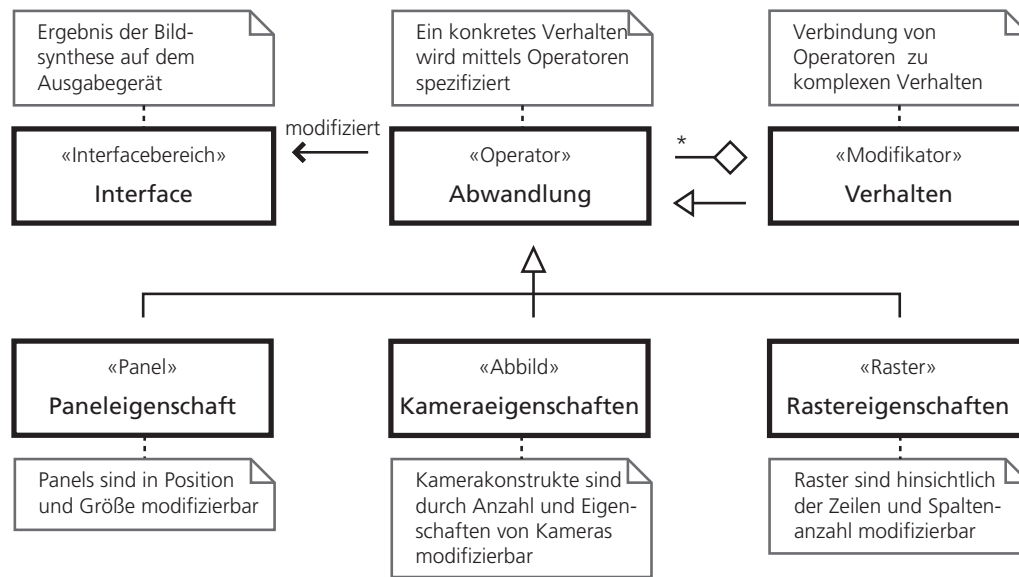 Ergebnis der Bild-
synthese auf dem
Ausgabegerät
Ein konkretes Verhalten
wird mittels Operatoren
spezifiziert
Verbindung von
Operatoren zu
komplexen Verhalten
«Interfacebereich»
Interface
modifiziert
«Operator»
Abwandlung
*
«Modifikator»
Verhalten
«Panel»
Paneleigenschaft
«Abbild»
Kameraeigenschaften
«Raster»
Rastereigenschaften
Panels sind in Position
und Größe modifizierbar
Kamerakonstrukte sind
durch Anzahl und Eigen-
schaften von Kameras
modifizierbar
Raster sind hinsichtlich
der Zeilen und Spalten-
anzahl modifizierbar